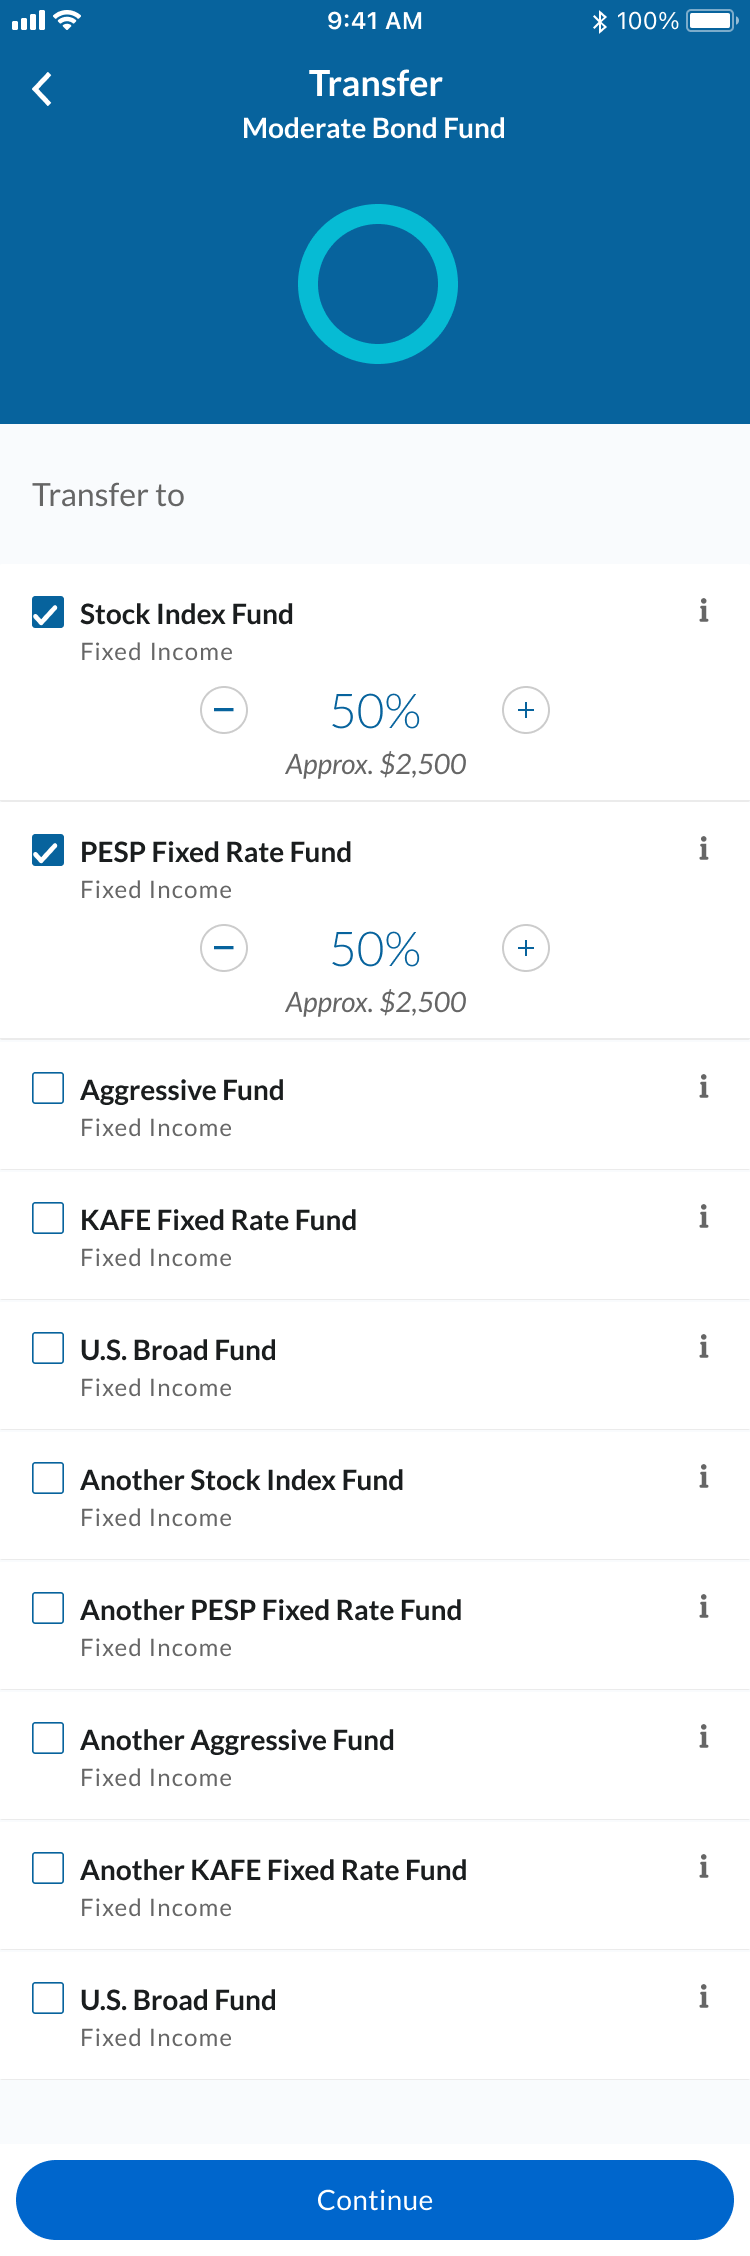 9:41 AM
100%
Transfer
Moderate Bond Fund
Transfer to
Stock Index Fund
Fixed Income
50%
Approx. $2,500
PESP Fixed Rate Fund
Fixed Income
50%
Approx. $2,500
Aggressive Fund
Fixed Income
KAFE Fixed Rate Fund
Fixed Income
U.S. Broad Fund
Fixed Income
Another Stock Index Fund
Fixed Income
Another PESP Fixed Rate Fund
Fixed Income
Another Aggressive Fund
Fixed Income
Another KAFE Fixed Rate Fund
Fixed Income
U.S. Broad Fund
Fixed Income
Continue